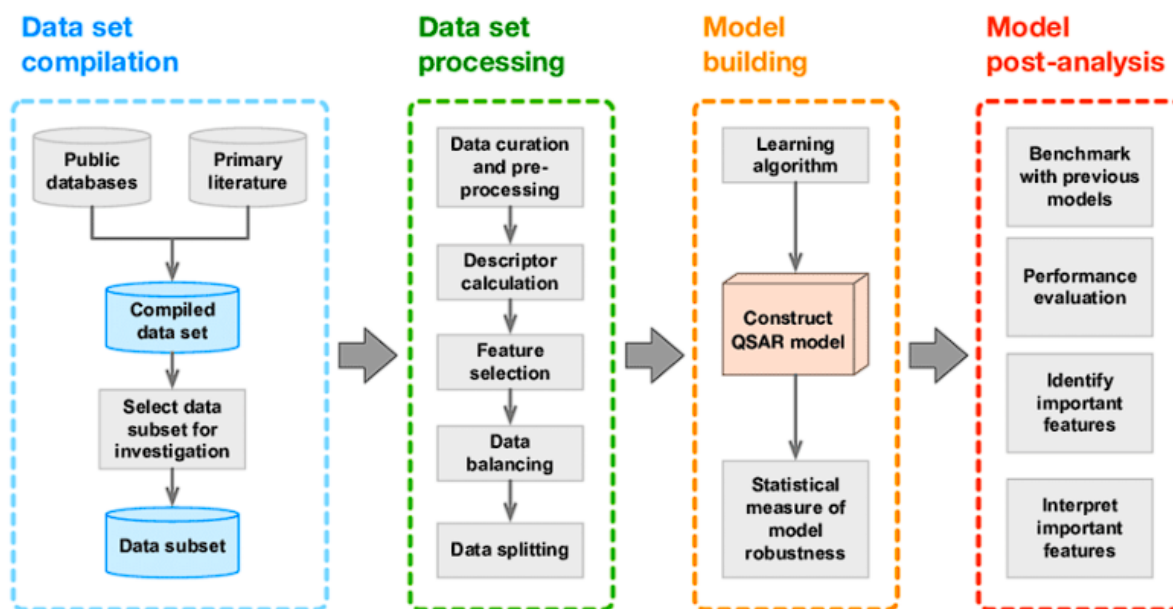 Data set
compilation
Public
databases
Primary
literature
Compiled
data set
Select data
subset for
investigation
Data subset
Data set
processing
Data curation
and pre-
processing
Descriptor
calculation
Feature
selection
Data
balancing
Data splitting
Model
building
Learning
algorithm
Construct
QSAR model
Statistical
measure of
model
robustness
Model
post-analysis
Benchmark
with previous
models
Performance
evaluation
Identify
important
features
Interpret
important
features